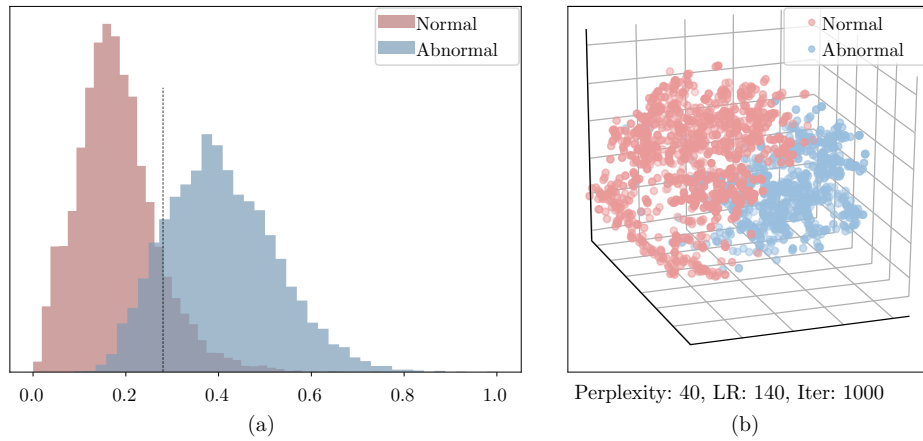 Normal
Abnormal
0.0 0.2 0.4 0.6 0.8 1.0
(a)
Normal
Abnormal
Perplexity: 40, LR: 140, Iter: 1000
(b)